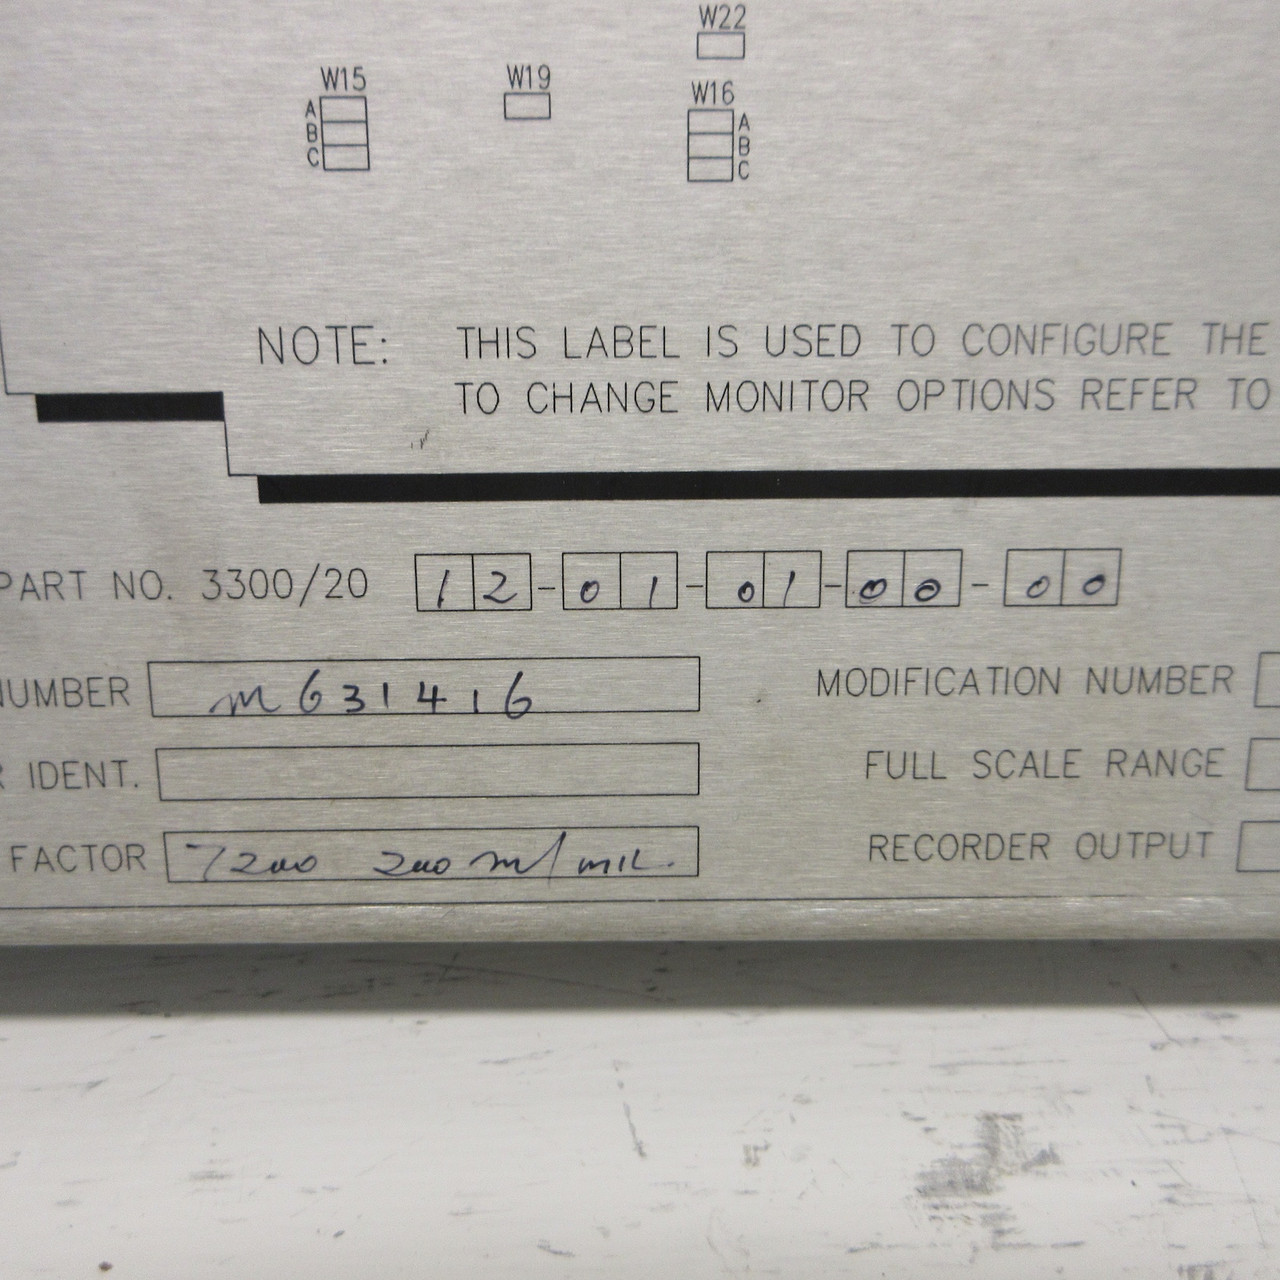 W22
W15 W19 W16
A
B
C
A
B
C
NOTE: THIS LABEL IS USED TO CONFIGURE THE
TO CHANGE MONITOR OPTIONS REFER TO
PART NO. 3300/20 12-01-01-00-00
NUMBER m631416 MODIFICATION NUMBER
R IDENT. FULL SCALE RANGE
FACTOR 7200 200 m/mil. RECORDER OUTPUT